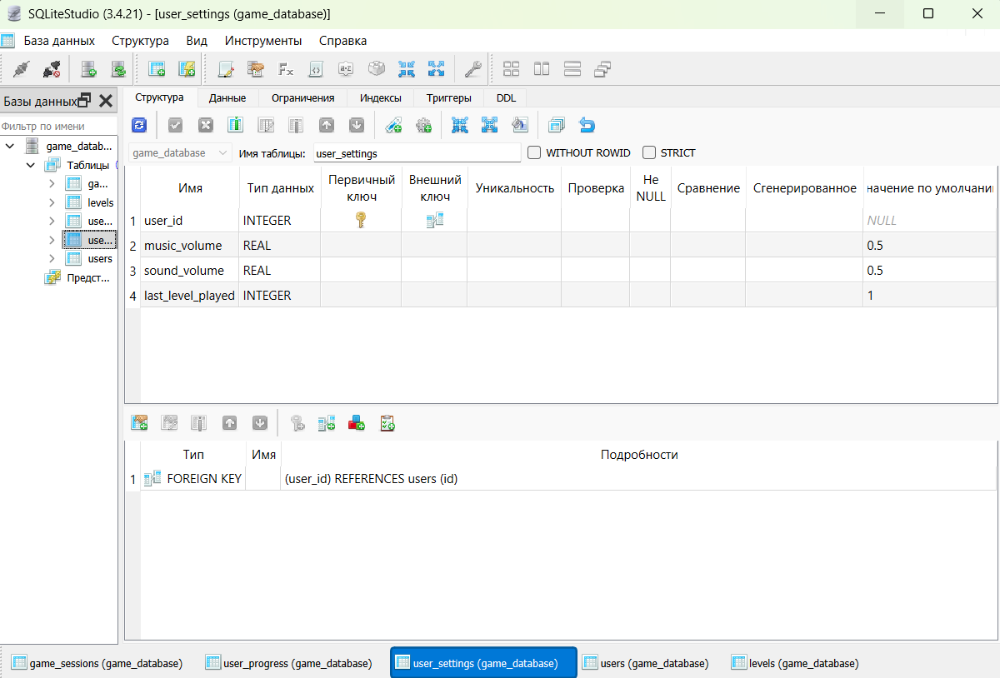 SQLiteStudio (3.4.21) - [user_settings (game_database)]
База данных Структура Вид Инструменты Справка
Базы данных
Фильтр по имени
game_datab...
Таблицы (
ga...
levels
use...
use...
users
Предст...
Структура Данные Ограничения Индексы Триггеры DDL
game_database Имя таблицы: user_settings WITHOUT ROWID STRICT
Имя Тип данных Первичный ключ Внешний ключ Уникальность Проверка Не NULL Сравнение Сгенерированное начение по умолчани
1 user_id INTEGER NULL
2 music_volume REAL 0.5
3 sound_volume REAL 0.5
4 last_level_played INTEGER 1
Тип Имя Подробности
1 FOREIGN KEY (user_id) REFERENCES users (id)
game_sessions (game_database) user_progress (game_database) user_settings (game_database) users (game_database) levels (game_database)